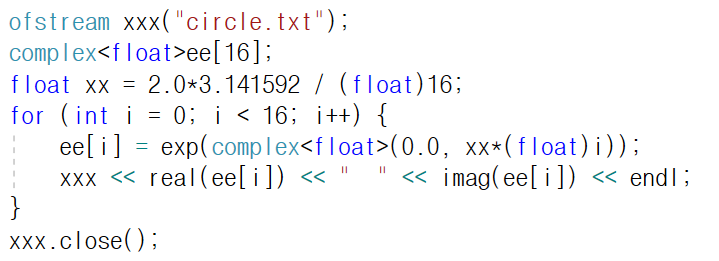 ofstream xxx("circle.txt");
complex<float>ee[16];
float xx = 2.0*3.141592 / (float)16;
for (int i = 0; i < 16; i++) {
    ee[i] = exp(complex<float>(0.0, xx*(float)i));
    xxx << real(ee[i]) << "  " << imag(ee[i]) << endl;
}
xxx.close();